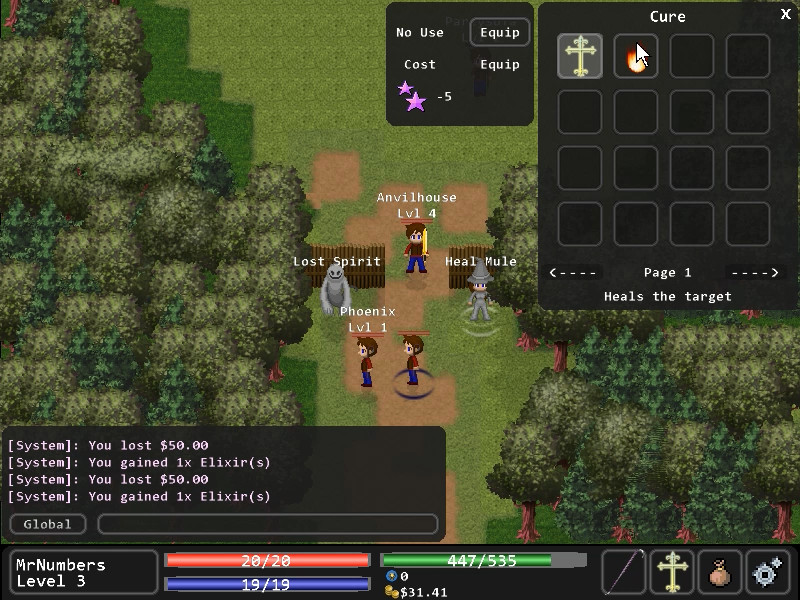 No Use
Equip
Cost
Equip
-5
Cure
X
<---- Page 1 ---->
Heals the target
Anvilhouse
Lvl 4
Lost Spirit
Heal Mule
Phoenix
Lvl 1
[System]: You lost $50.00
[System]: You gained 1x Elixir(s)
[System]: You lost $50.00
[System]: You gained 1x Elixir(s)
Global
MrNumbers
Level 3
20/20
19/19
447/535
0
$31.41